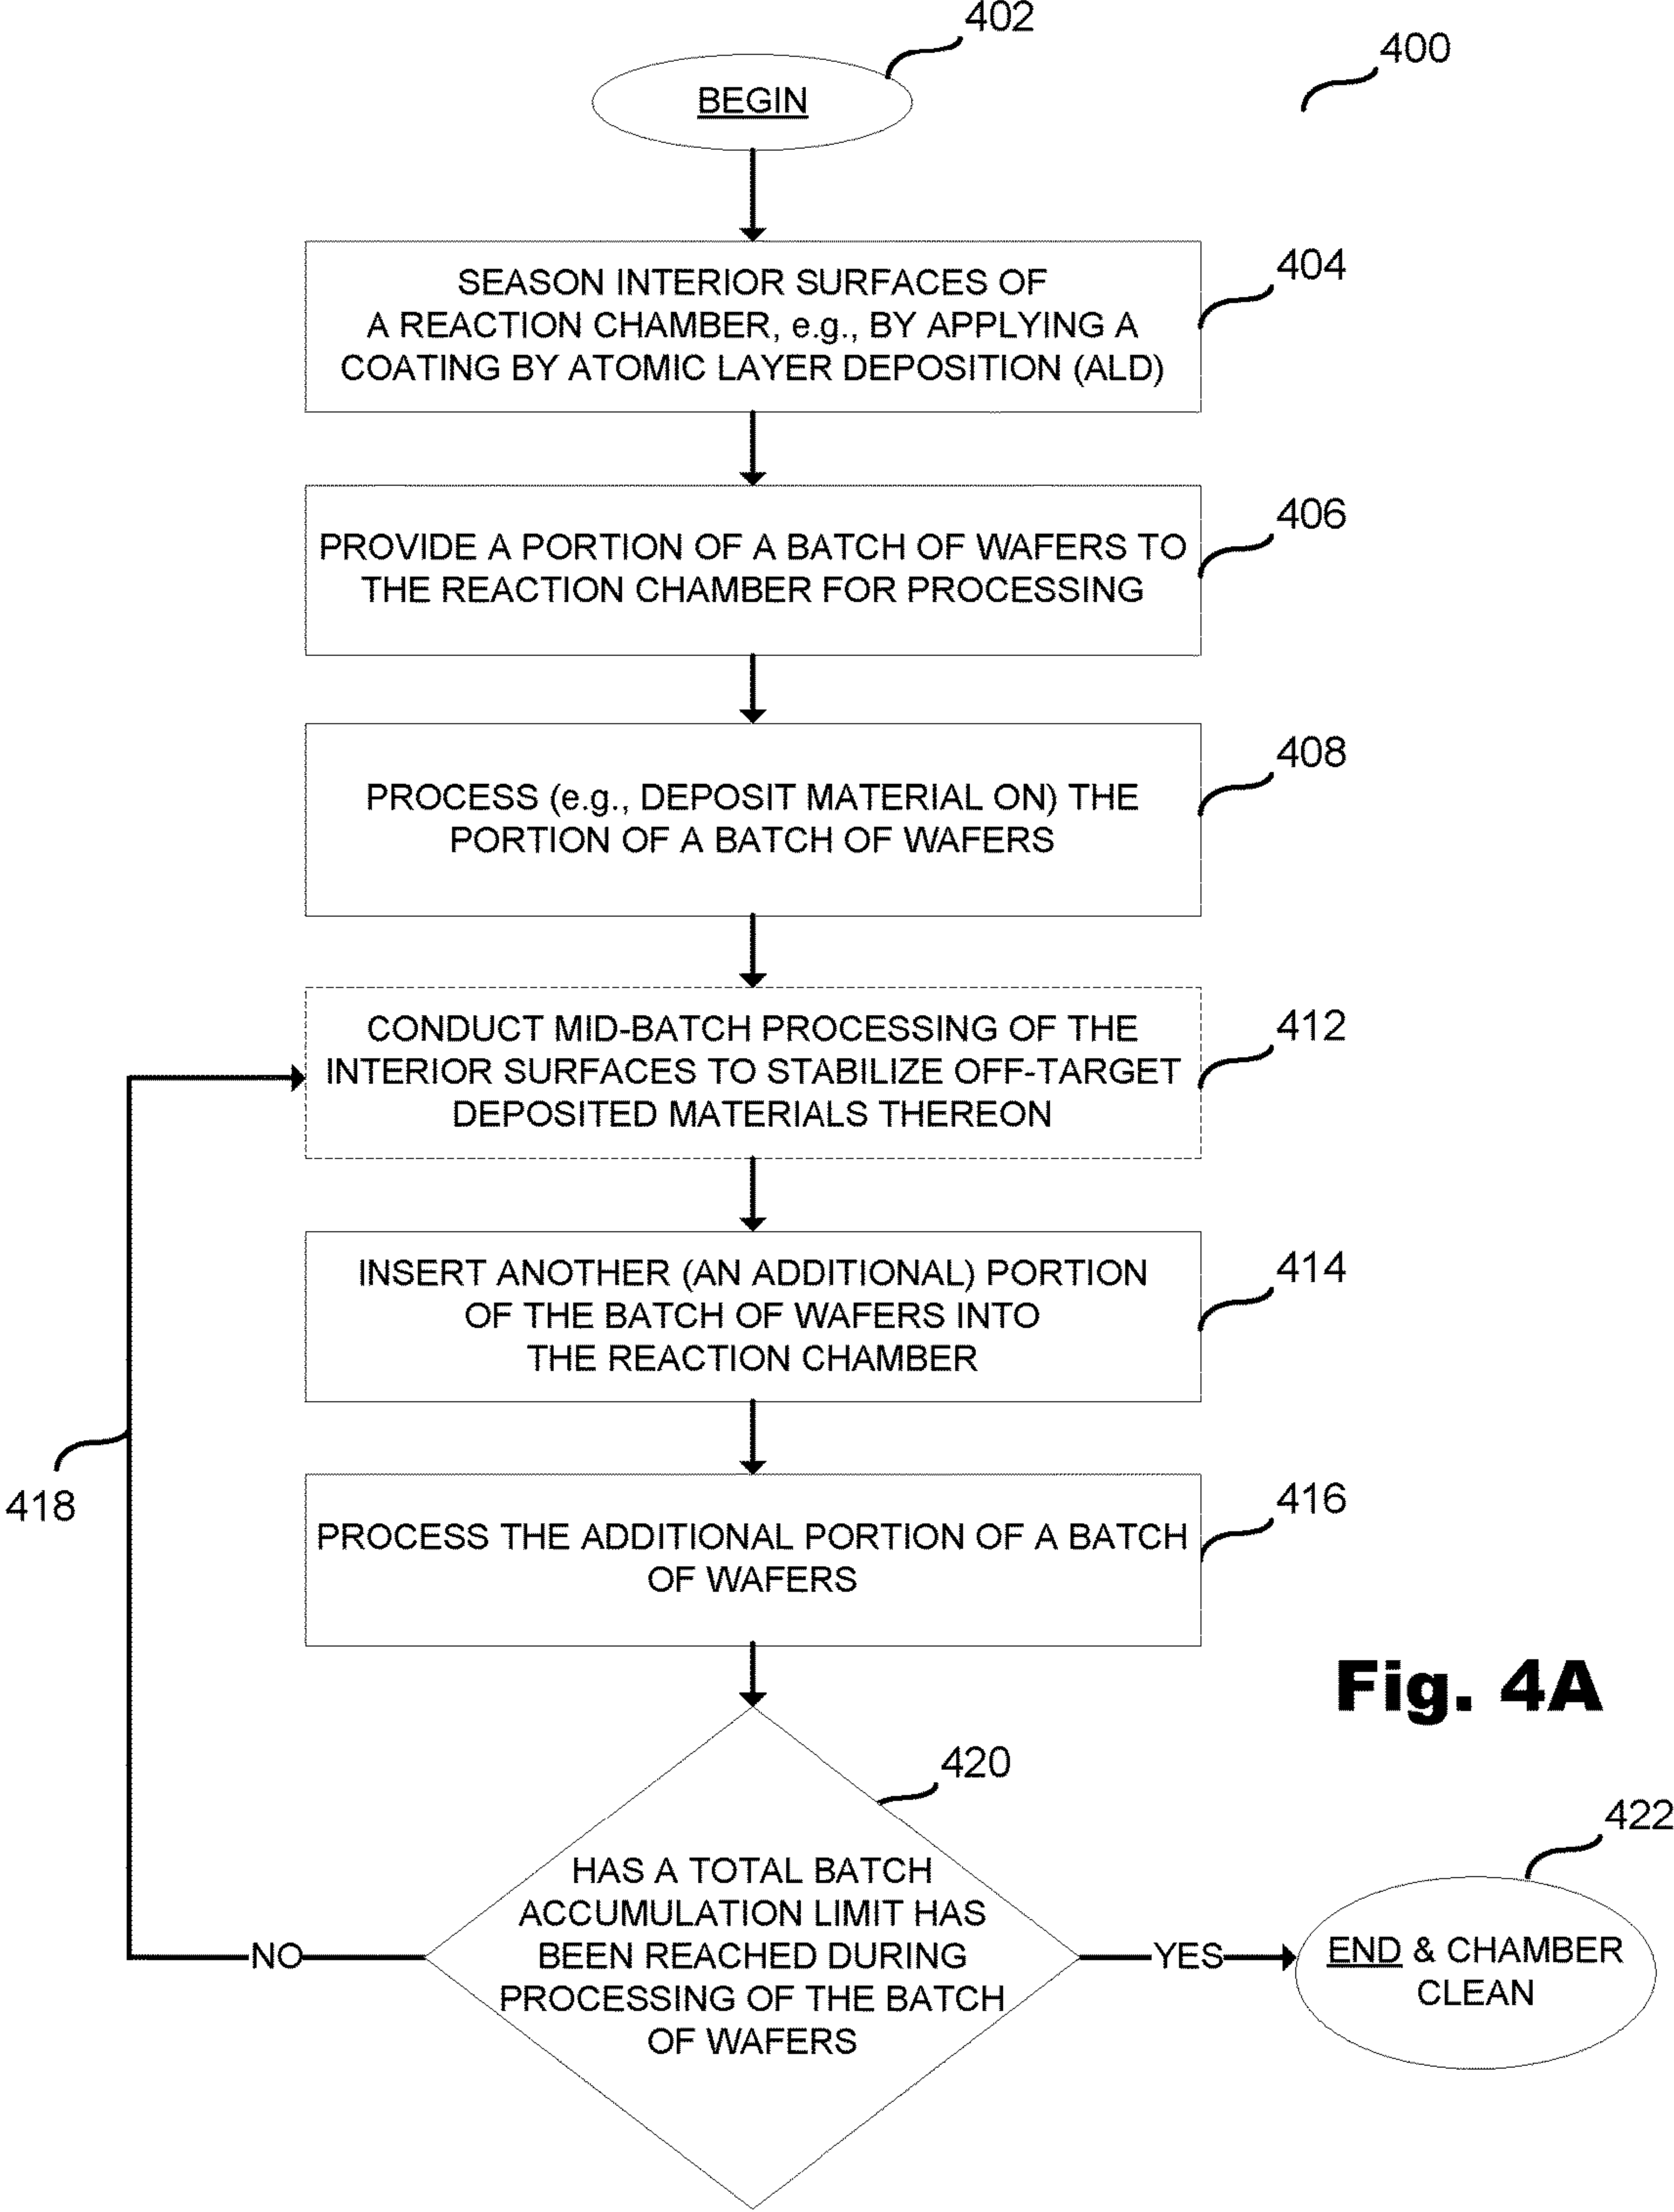 402
400
BEGIN
404
SEASON INTERIOR SURFACES OF
A REACTION CHAMBER, e.g., BY APPLYING A
COATING BY ATOMIC LAYER DEPOSITION (ALD)
406
PROVIDE A PORTION OF A BATCH OF WAFERS TO
THE REACTION CHAMBER FOR PROCESSING
408
PROCESS (e.g., DEPOSIT MATERIAL ON) THE
PORTION OF A BATCH OF WAFERS
412
CONDUCT MID-BATCH PROCESSING OF THE
INTERIOR SURFACES TO STABILIZE OFF-TARGET
DEPOSITED MATERIALS THEREON
414
INSERT ANOTHER (AN ADDITIONAL) PORTION
OF THE BATCH OF WAFERS INTO
THE REACTION CHAMBER
418
416
PROCESS THE ADDITIONAL PORTION OF A BATCH
OF WAFERS
Fig. 4A
420
422
HAS A TOTAL BATCH
ACCUMULATION LIMIT HAS
BEEN REACHED DURING
PROCESSING OF THE BATCH
OF WAFERS
NO
YES
END & CHAMBER
CLEAN